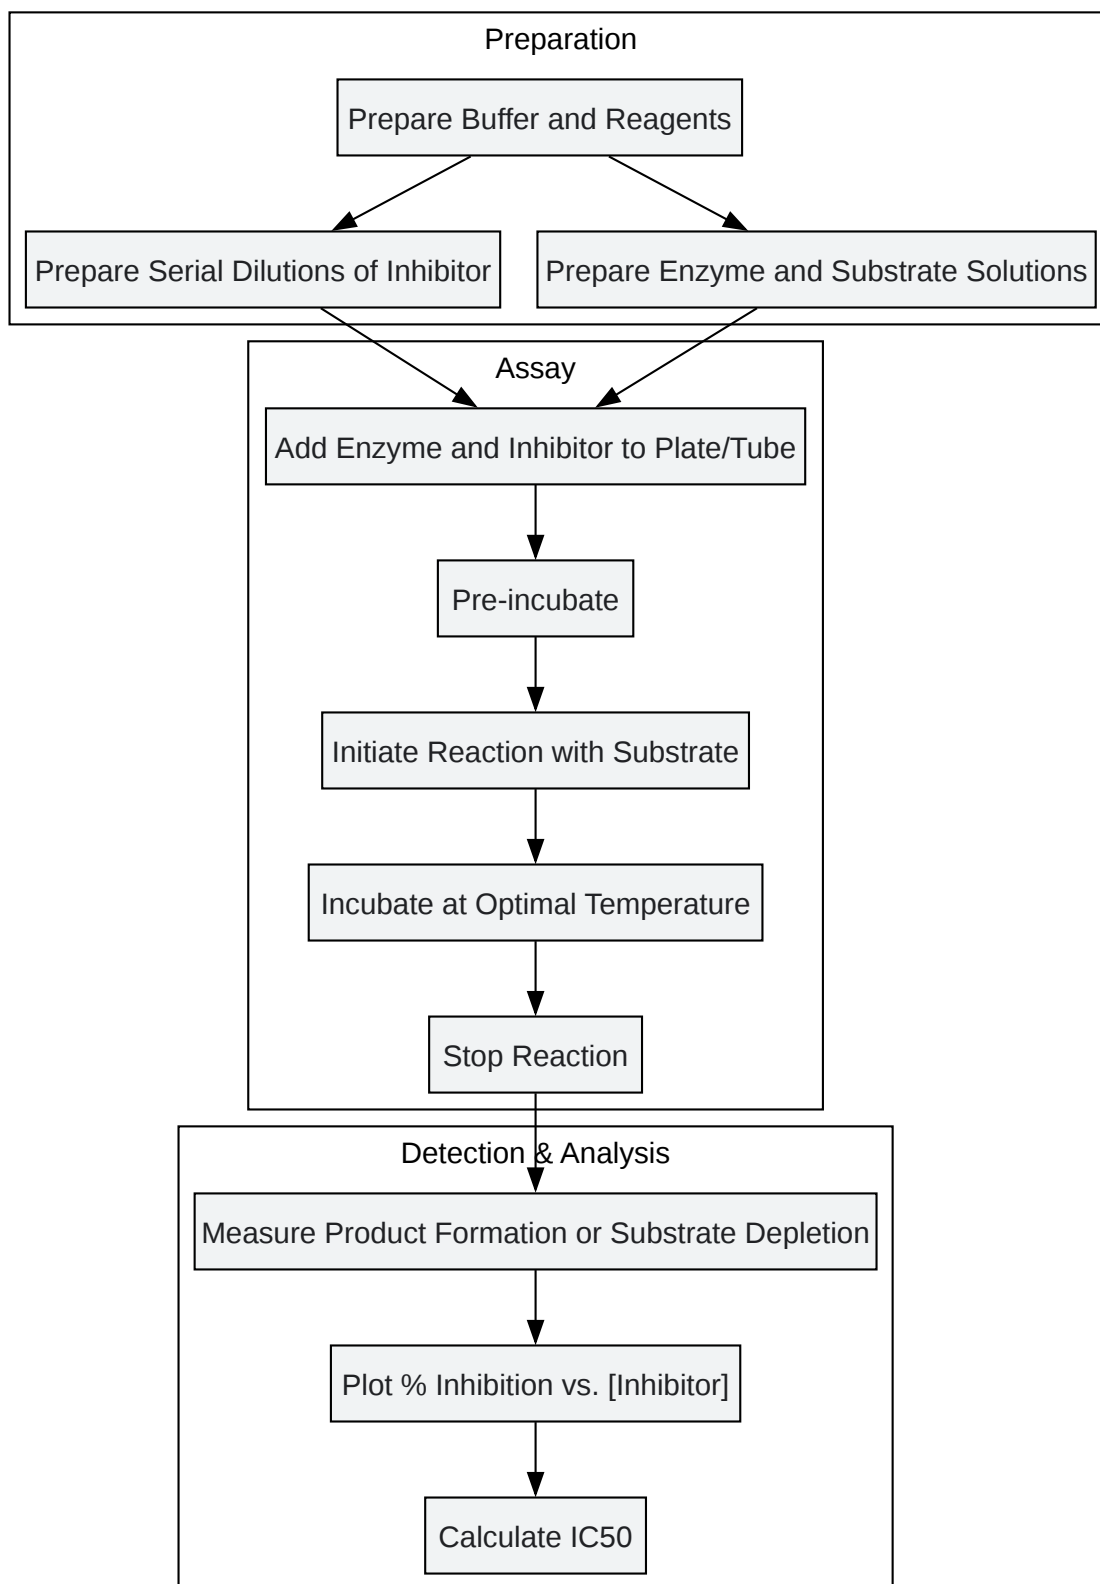 Preparation
Prepare Buffer and Reagents
Prepare Serial Dilutions of Inhibitor
Prepare Enzyme and Substrate Solutions
Assay
Add Enzyme and Inhibitor to Plate/Tube
Pre-incubate
Initiate Reaction with Substrate
Incubate at Optimal Temperature
Stop Reaction
Detection & Analysis
Measure Product Formation or Substrate Depletion
Plot % Inhibition vs. [Inhibitor]
Calculate IC50